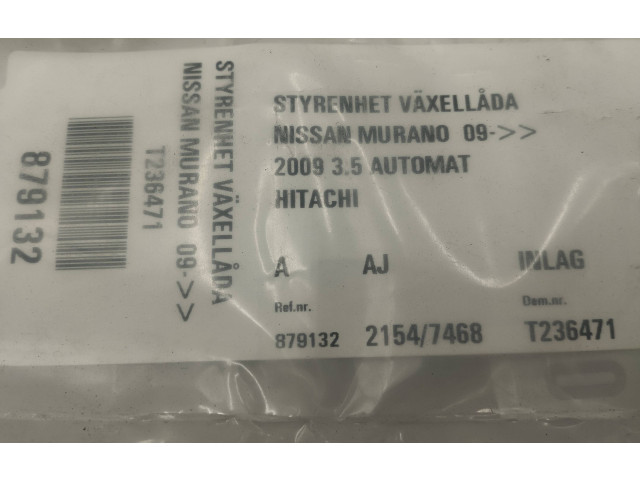 STYRENHET VÄXELLÅDA
NISSAN MURANO 09->>
T236471
879132
STYRENHET VÄXELLÅDA
NISSAN MURANO 09->>
2009 3.5 AUTOMAT
HITACHI
A AJ INLAG
Ref.nr. Dem.nr.
879132 2154/7468 T236471